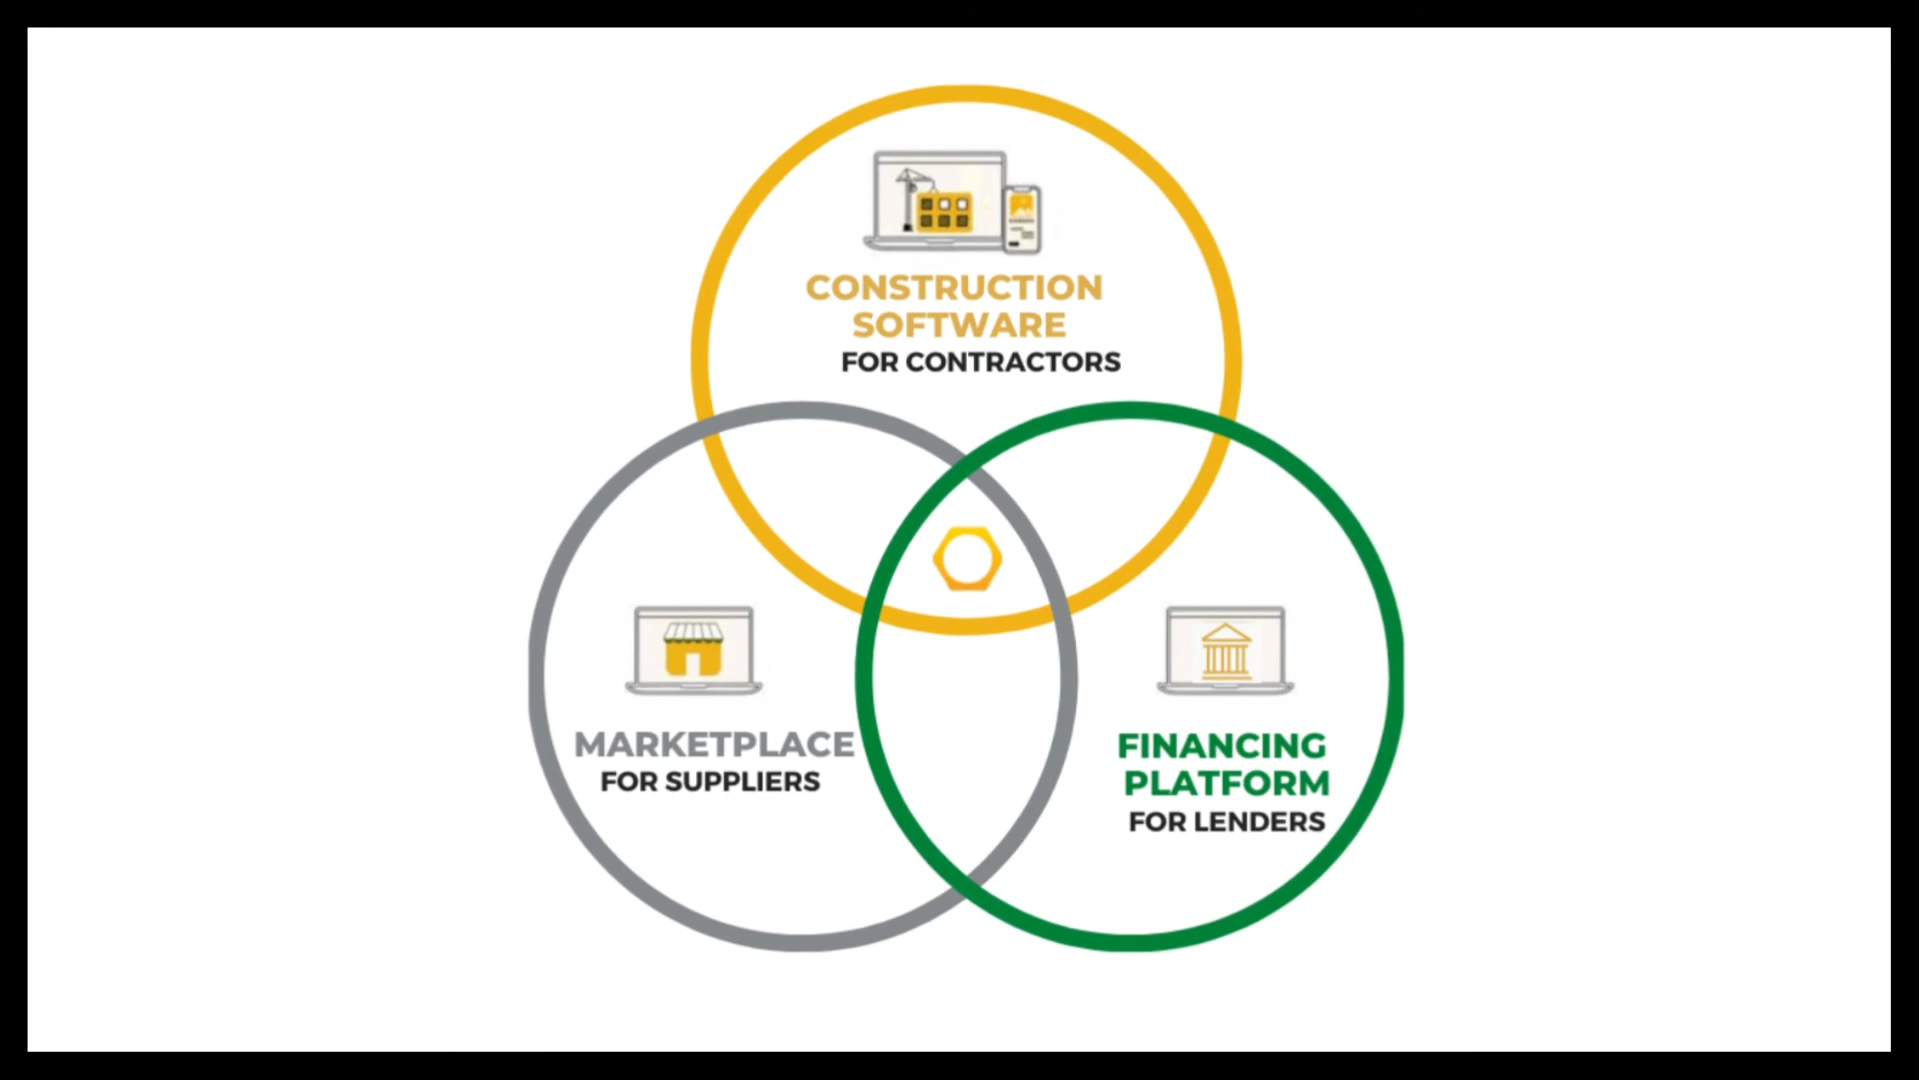 CONSTRUCTION
SOFTWARE
FOR CONTRACTORS
MARKETPLACE
FOR SUPPLIERS
FINANCING
PLATFORM
FOR LENDERS